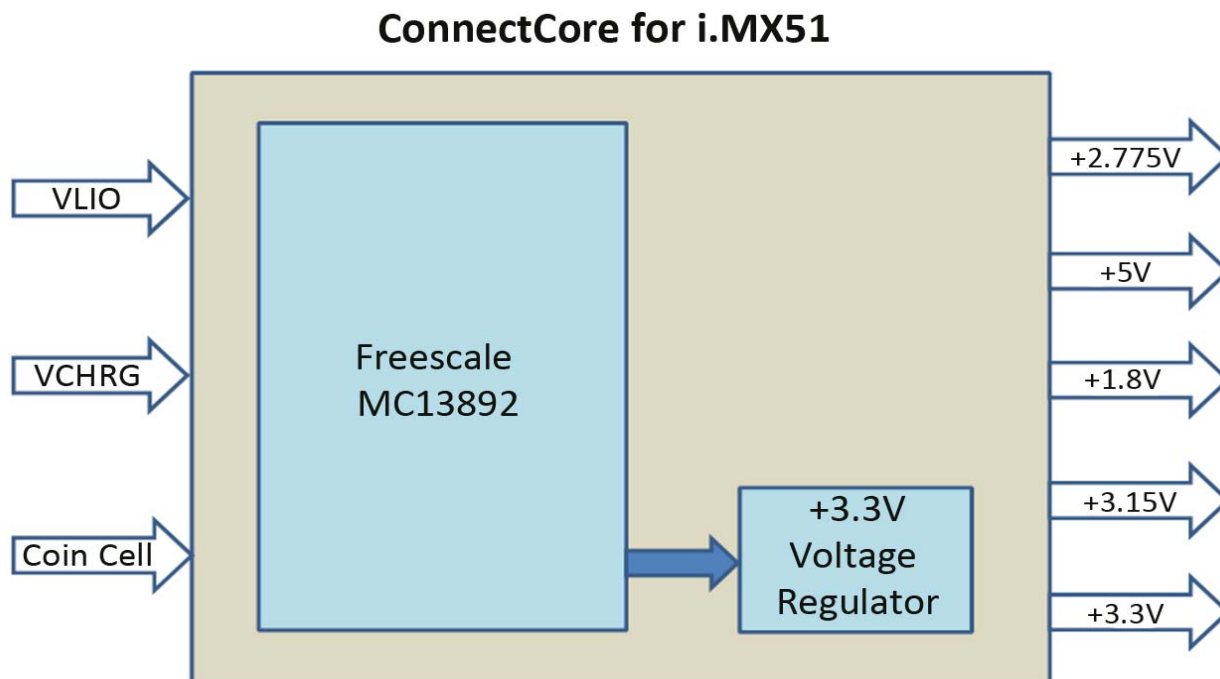 ConnectCore for i.MX51
VLIO
VCHRG
Coin Cell
Freescale
MC13892
+3.3V
Voltage
Regulator
+2.775V
+5V
+1.8V
+3.15V
+3.3V